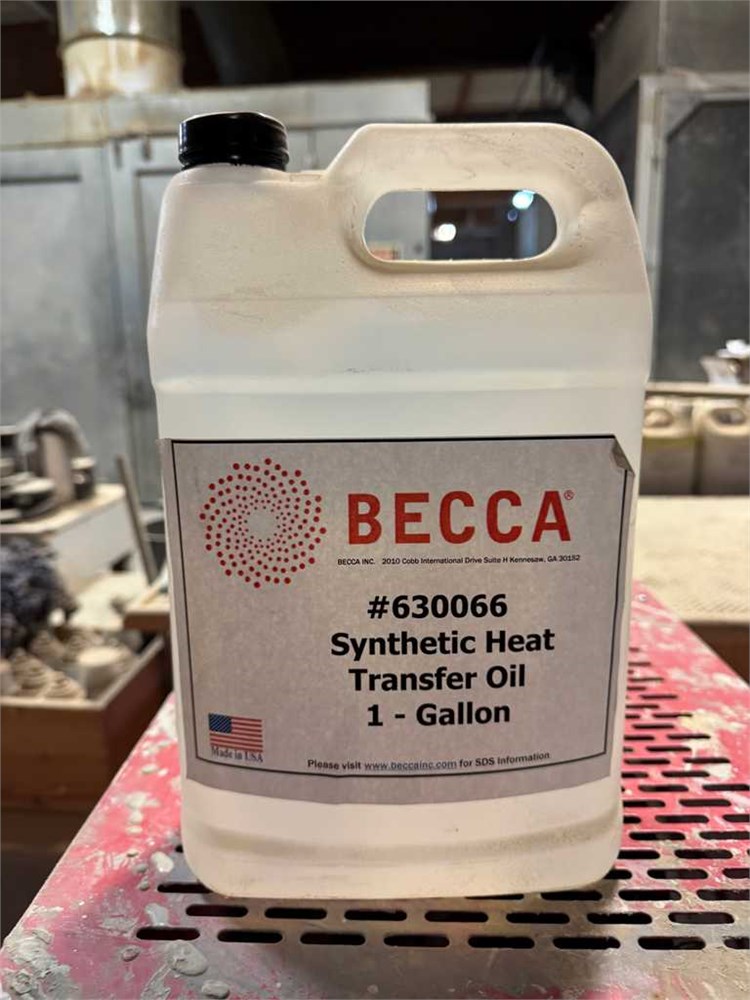 BECCA®
BECCA INC. 2010 Cobb International Drive Suite H Kennesaw, GA 30152
#630066
Synthetic Heat
Transfer Oil
1 - Gallon
Made in USA
Please visit www.beccainc.com for SDS Information